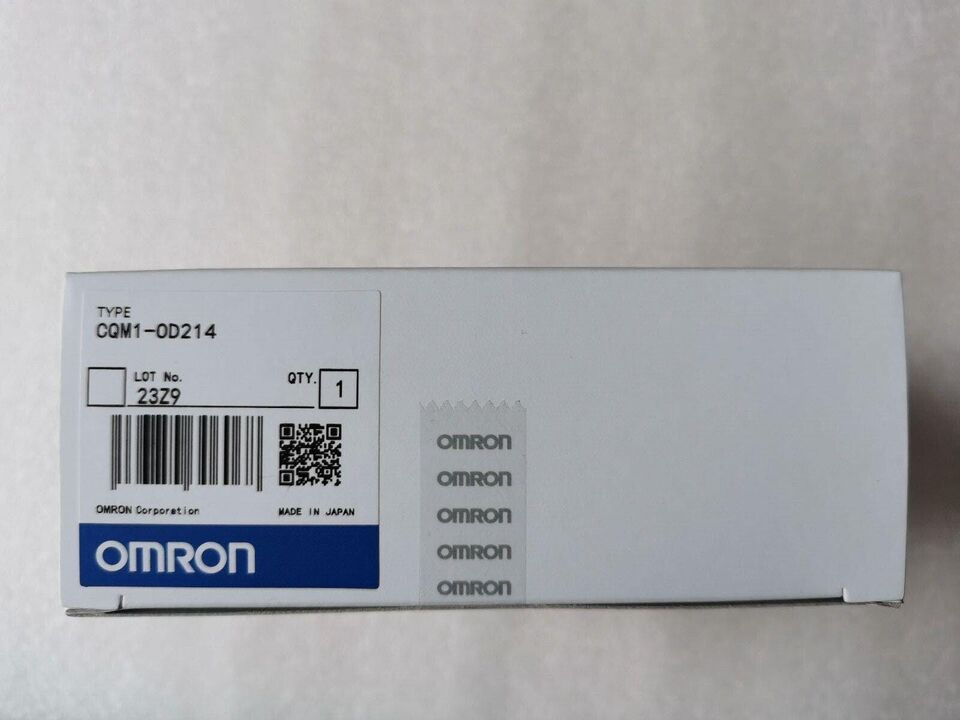 TYPE
CQM1-OD214
LOT No.
23Z9
QTY.
1
OMRON Corporation
MADE IN JAPAN
OMRON
OMRON
OMRON
OMRON
OMRON
OMRON